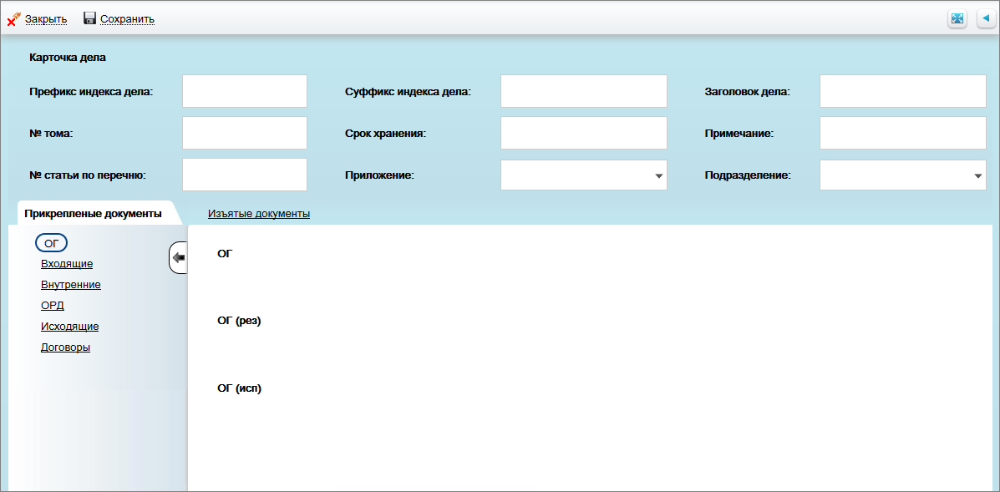 Закрыть Сохранить
Карточка дела
Префикс индекса дела: Суффикс индекса дела: Заголовок дела:
№ тома: Срок хранения: Примечание:
№ статьи по перечню: Приложение: Подразделение:
Прикрепленые документы Изъятые документы
ОГ
Входящие
Внутренние
ОРД
Исходящие
Договоры
ОГ
ОГ (рез)
ОГ (исп)